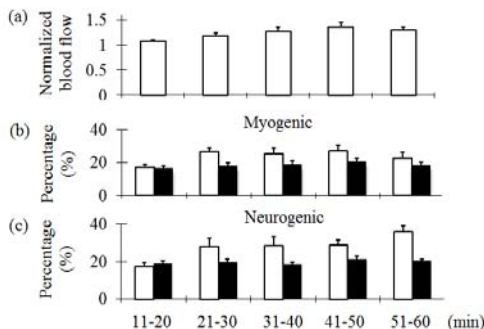 (a)
Normalized
blood flow
1.5
1
0.5
0
(b)
Myogenic
Percentage
(%)
40
20
0
(c)
Neurogenic
Percentage
(%)
40
20
0
11-20 21-30 31-40 41-50 51-60 (min)